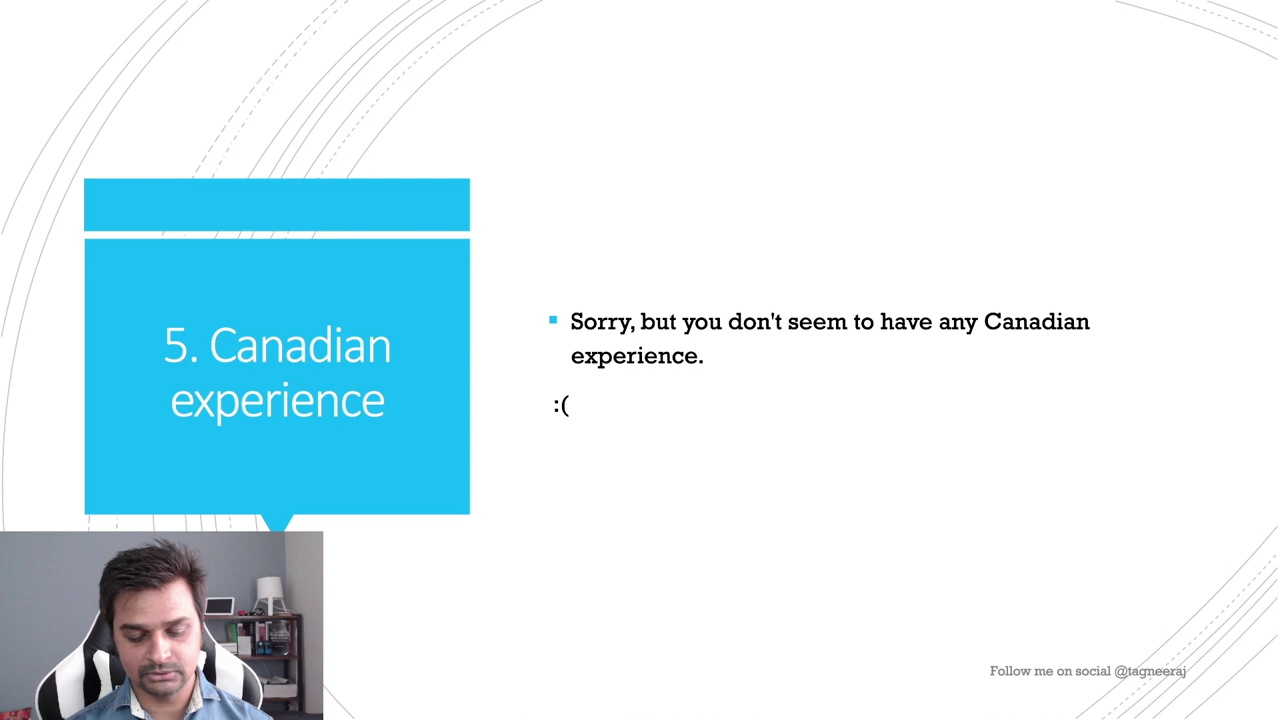 5. Canadian
experience
Sorry, but you don't seem to have any Canadian
experience.
:(
Follow me on social @tagneeraj